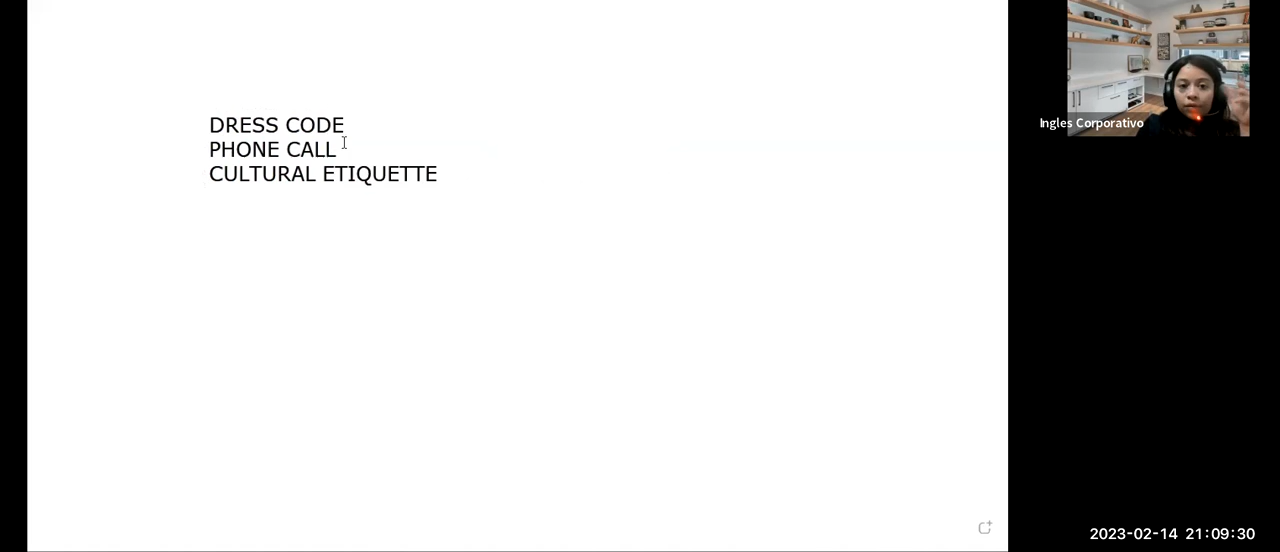 DRESS CODE
PHONE CALL
CULTURAL ETIQUETTE
Ingles Corporativo
2023-02-14 21:09:30